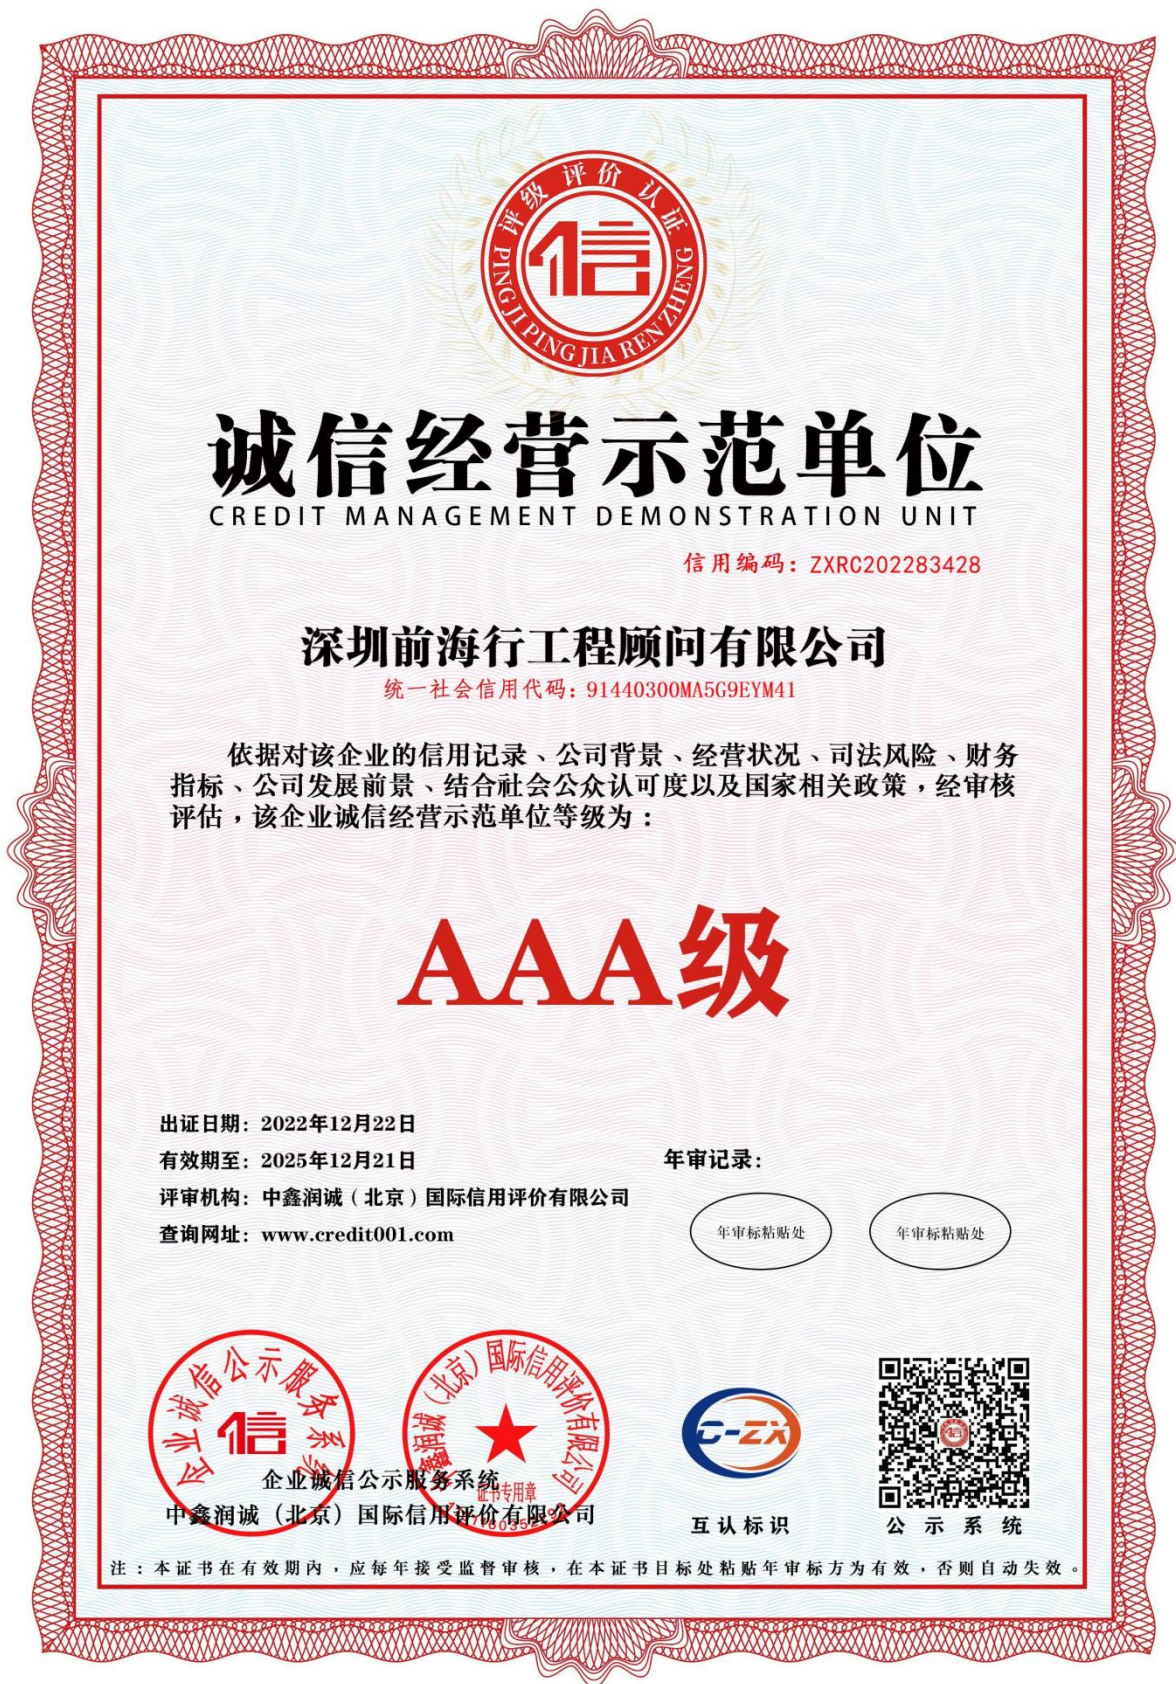 评级 评价 认证
PING JI PING JIA REN ZHENG
信
诚信经营示范单位
CREDIT MANAGEMENT DEMONSTRATION UNIT
信用编码：ZXRC202283428
深圳前海行工程顾问有限公司
统一社会信用代码：91440300MA5G9EYM41
依据对该企业的信用记录、公司背景、经营状况、司法风险、财务
指标、公司发展前景、结合社会公众认可度以及国家相关政策，经审核
评估，该企业诚信经营示范单位等级为：
AAA级
出证日期：2022年12月22日
有效期至：2025年12月21日
评审机构：中鑫润诚（北京）国际信用评价有限公司
查询网址：www.credit001.com
年审记录：
年审标粘贴处
年审标粘贴处
企业诚信公示服务系统
信
中鑫润诚（北京）国际信用评价有限公司
证书专用章
企业诚信公示服务系统
中鑫润诚（北京）国际信用评价有限公司
C-ZX
互认标识
公示系统
注：本证书在有效期内，应每年接受监督审核，在本证书目标处粘贴年审标方为有效，否则自动失效。